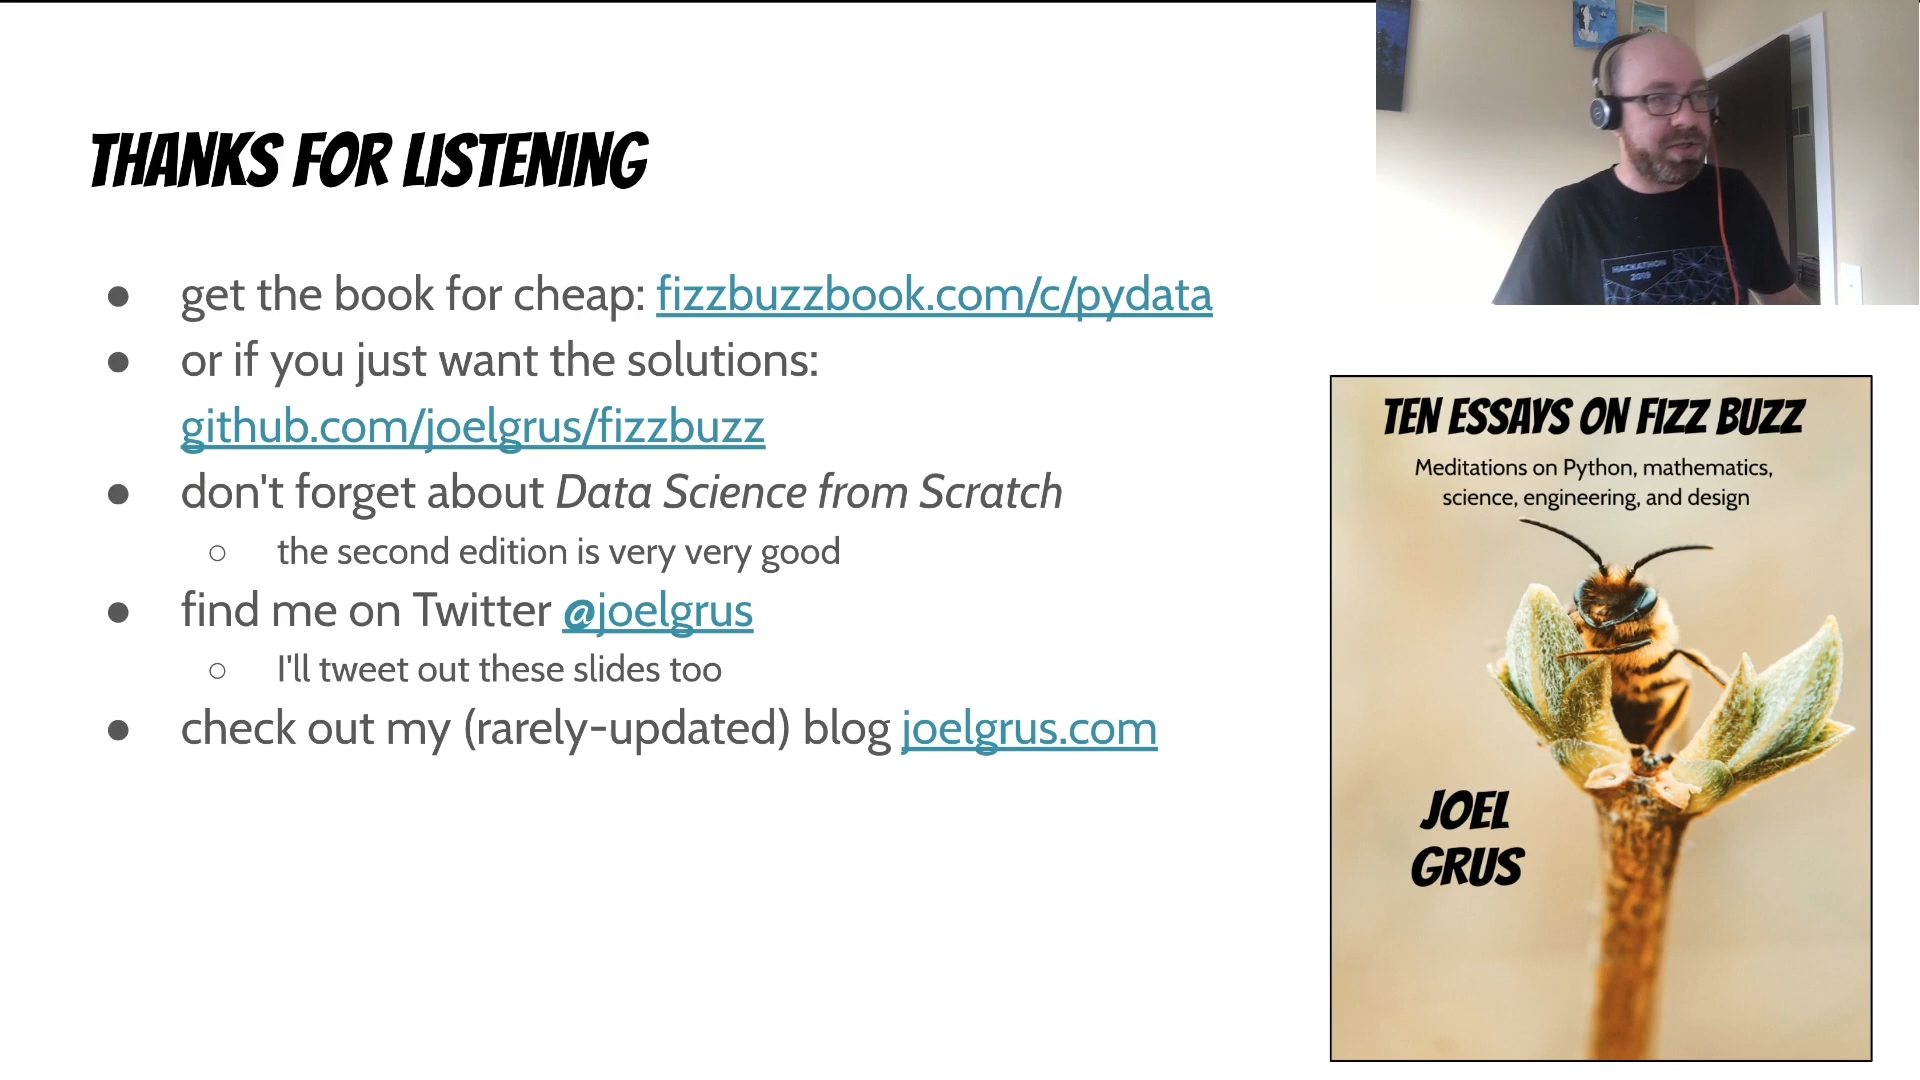 THANKS FOR LISTENING
● get the book for cheap: fizzbuzzbook.com/c/pydata
● or if you just want the solutions:
github.com/joelgrus/fizzbuzz
● don't forget about Data Science from Scratch
○ the second edition is very very good
● find me on Twitter @joelgrus
○ I'll tweet out these slides too
● check out my (rarely-updated) blog joelgrus.com
HACKATHON
2019
TEN ESSAYS ON FIZZ BUZZ
Meditations on Python, mathematics,
science, engineering, and design
JOEL
GRUS